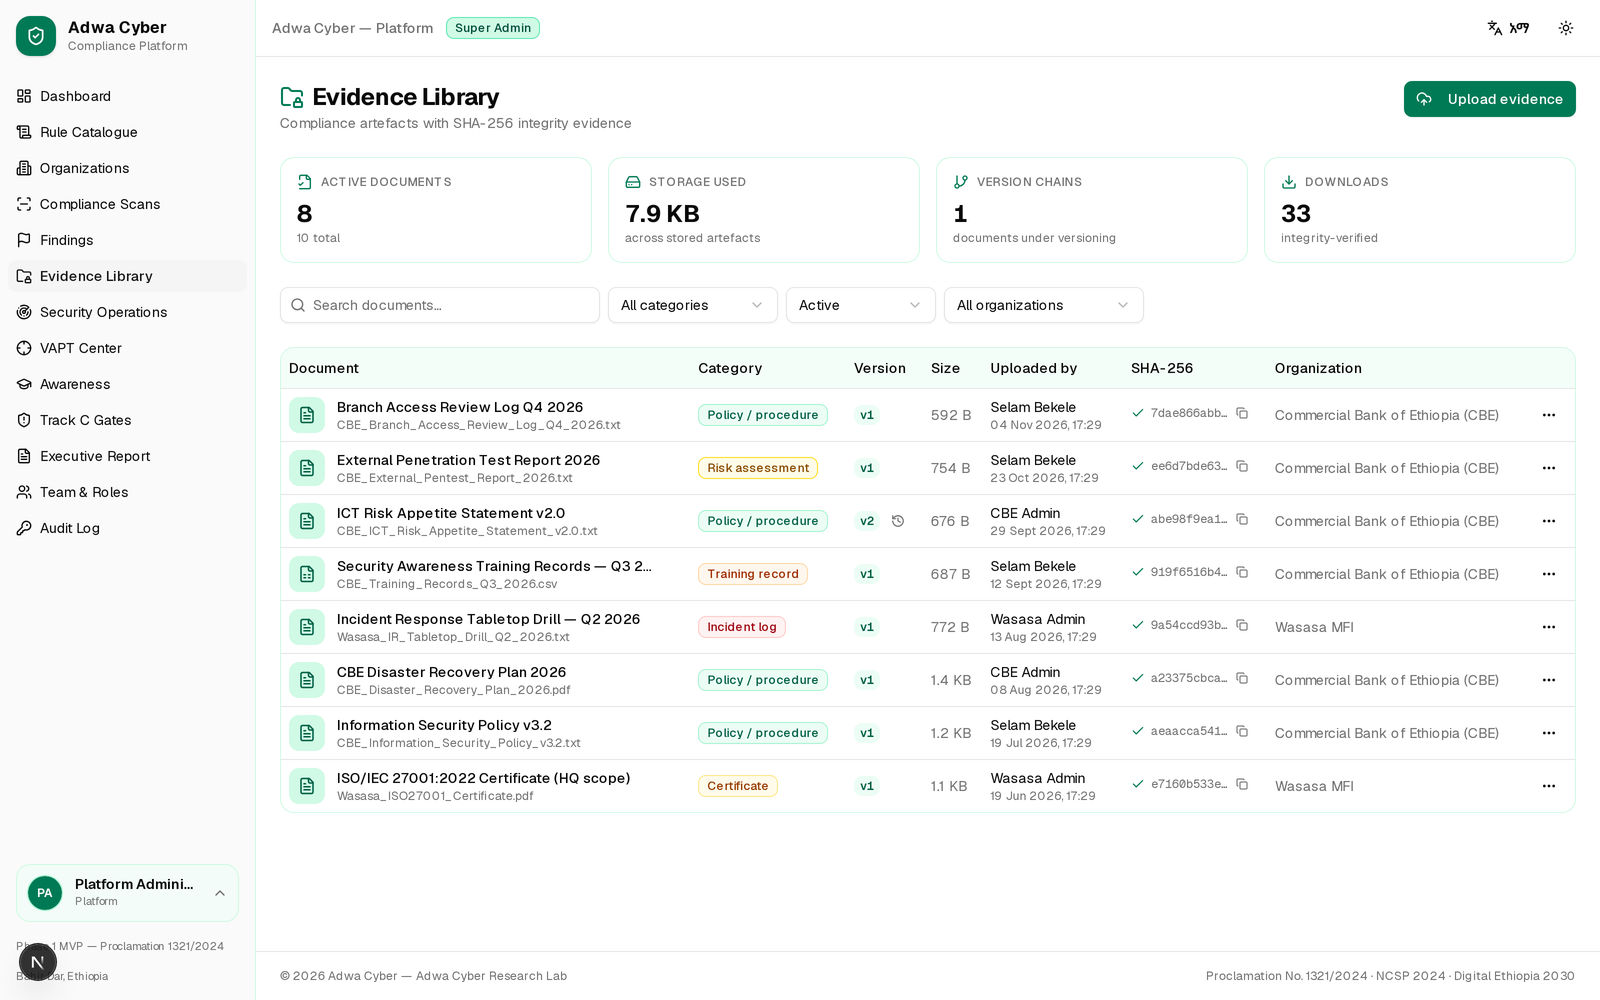 Adwa Cyber
Compliance Platform
Dashboard
Rule Catalogue
Organizations
Compliance Scans
Findings
Evidence Library
Security Operations
VAPT Center
Awareness
Track C Gates
Executive Report
Team & Roles
Audit Log
PA
Platform Admini...
Platform
1 MVP — Proclamation 1321/2024
N
Dar, Ethiopia
Adwa Cyber — Platform
Super Admin
አማ
Evidence Library
Compliance artefacts with SHA-256 integrity evidence
Upload evidence
ACTIVE DOCUMENTS
8
10 total
STORAGE USED
7.9 KB
across stored artefacts
VERSION CHAINS
1
documents under versioning
DOWNLOADS
33
integrity-verified
Search documents...
All categories
Active
All organizations
Document Category Version Size Uploaded by SHA-256 Organization
Branch Access Review Log Q4 2026
CBE_Branch_Access_Review_Log_Q4_2026.txt
Policy / procedure
v1
592 B
Selam Bekele
04 Nov 2026, 17:29
7dae866abb...
Commercial Bank of Ethiopia (CBE)
External Penetration Test Report 2026
CBE_External_Pentest_Report_2026.txt
Risk assessment
v1
754 B
Selam Bekele
23 Oct 2026, 17:29
ee6d7bde63...
Commercial Bank of Ethiopia (CBE)
ICT Risk Appetite Statement v2.0
CBE_ICT_Risk_Appetite_Statement_v2.0.txt
Policy / procedure
v2
676 B
CBE Admin
29 Sept 2026, 17:29
abe98f9ea1...
Commercial Bank of Ethiopia (CBE)
Security Awareness Training Records — Q3 2...
CBE_Training_Records_Q3_2026.csv
Training record
v1
687 B
Selam Bekele
12 Sept 2026, 17:29
919f6516b4...
Commercial Bank of Ethiopia (CBE)
Incident Response Tabletop Drill — Q2 2026
Wasasa_IR_Tabletop_Drill_Q2_2026.txt
Incident log
v1
772 B
Wasasa Admin
13 Aug 2026, 17:29
9a54ccd93b...
Wasasa MFI
CBE Disaster Recovery Plan 2026
CBE_Disaster_Recovery_Plan_2026.pdf
Policy / procedure
v1
1.4 KB
CBE Admin
08 Aug 2026, 17:29
a23375cbca...
Commercial Bank of Ethiopia (CBE)
Information Security Policy v3.2
CBE_Information_Security_Policy_v3.2.txt
Policy / procedure
v1
1.2 KB
Selam Bekele
19 Jul 2026, 17:29
aeaacca541...
Commercial Bank of Ethiopia (CBE)
ISO/IEC 27001:2022 Certificate (HQ scope)
Wasasa_ISO27001_Certificate.pdf
Certificate
v1
1.1 KB
Wasasa Admin
19 Jun 2026, 17:29
e7160b533e...
Wasasa MFI
© 2026 Adwa Cyber — Adwa Cyber Research Lab
Proclamation No. 1321/2024 · NCSP 2024 · Digital Ethiopia 2030